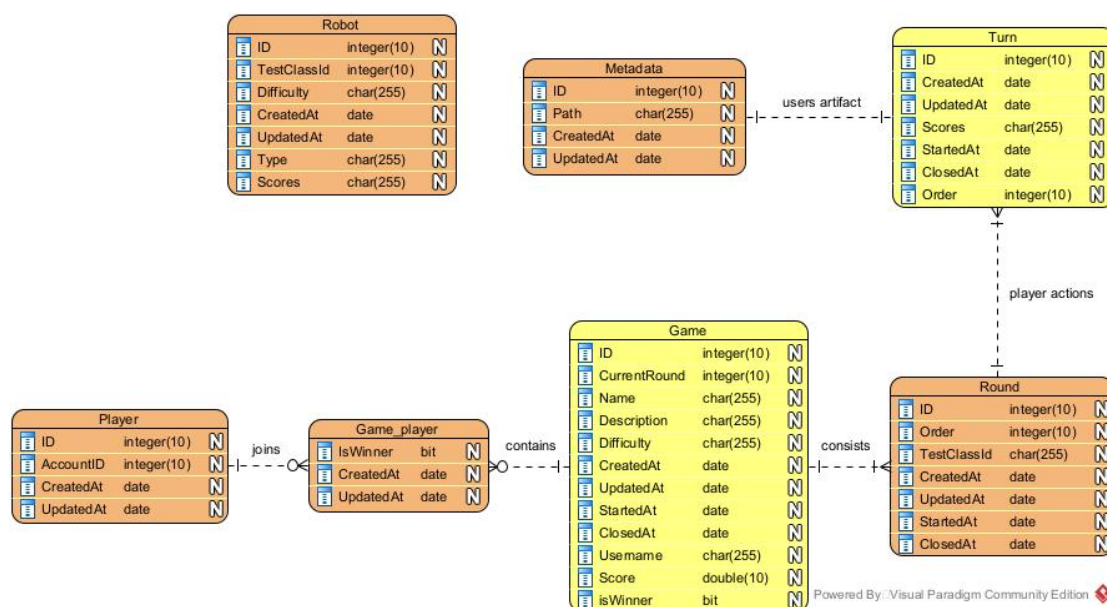 Robot
ID integer(10) N
TestClassId integer(10) N
Difficulty char(255) N
CreatedAt date N
UpdatedAt date N
Type char(255) N
Scores char(255) N
Metadata
ID integer(10) N
Path char(255) N
CreatedAt date N
UpdatedAt date N
users artifact
Turn
ID integer(10) N
CreatedAt date N
UpdatedAt date N
Scores char(255) N
StartedAt date N
ClosedAt date N
Order integer(10) N
player actions
Player
ID integer(10) N
AccountID integer(10) N
CreatedAt date N
UpdatedAt date N
joins
Game_player
IsWinner bit N
CreatedAt date N
UpdatedAt date N
contains
Game
ID integer(10) N
CurrentRound integer(10) N
Name char(255) N
Description char(255) N
Difficulty char(255) N
CreatedAt date N
UpdatedAt date N
StartedAt date N
ClosedAt date N
Username char(255) N
Score double(10) N
isWinner bit N
consists
Round
ID integer(10) N
Order integer(10) N
TestClassId char(255) N
CreatedAt date N
UpdatedAt date N
StartedAt date N
ClosedAt date N
Powered By Visual Paradigm Community Edition